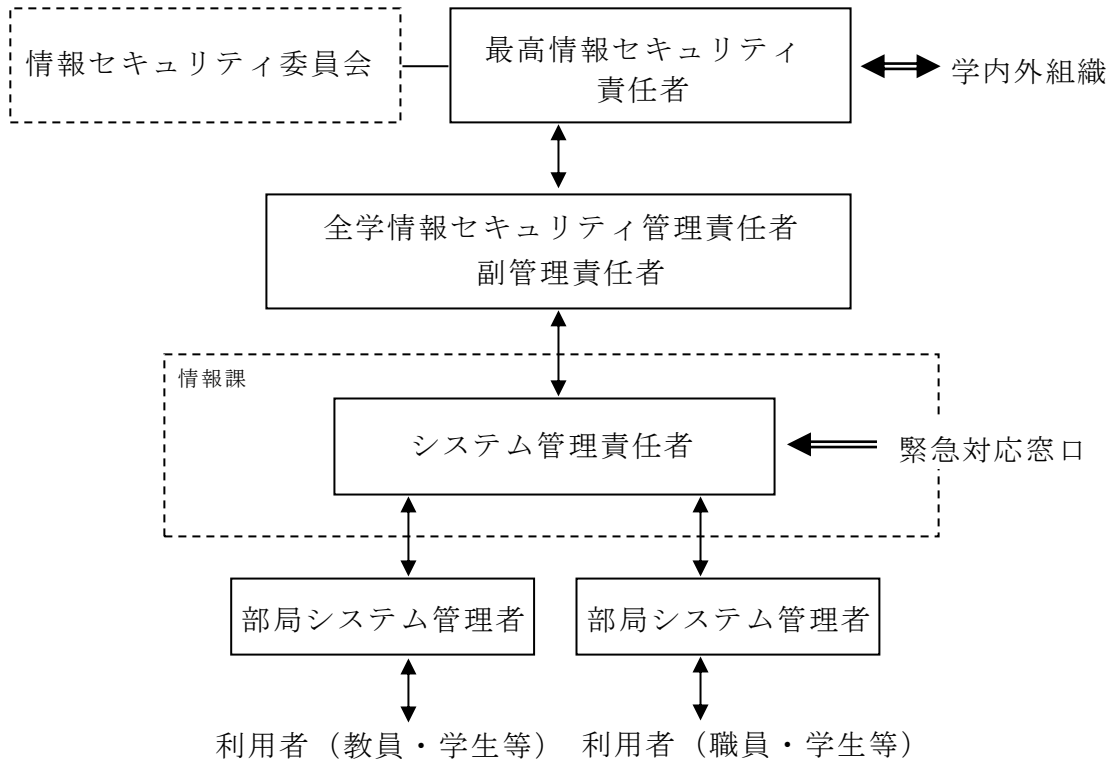 情報セキュリティ委員会
最高情報セキュリティ
責任者
学内外組織
全学情報セキュリティ管理責任者
副管理責任者
情報課
システム管理責任者
緊急対応窓口
部局システム管理者
部局システム管理者
利用者(教員・学生等)
利用者(職員・学生等)